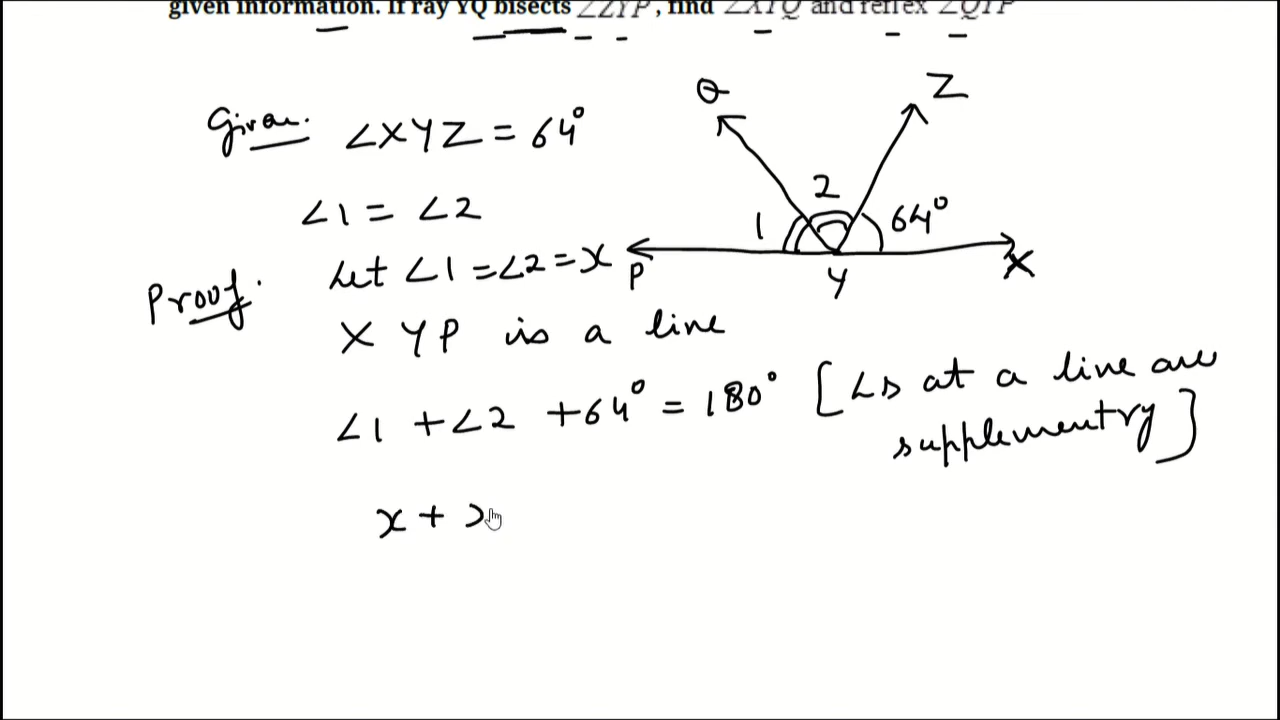 given information. If ray YQ bisects ∠ZYP, find ∠XYQ and reflex ∠QYP
Given. ∠XYZ = 64°
∠1 = ∠2
Proof. Let ∠1 = ∠2 = x
X Y P is a line
∠1 + ∠2 + 64° = 180° [∠s at a line are
supplementry]
x + x
Q
Z
1
2
64°
P
Y
X